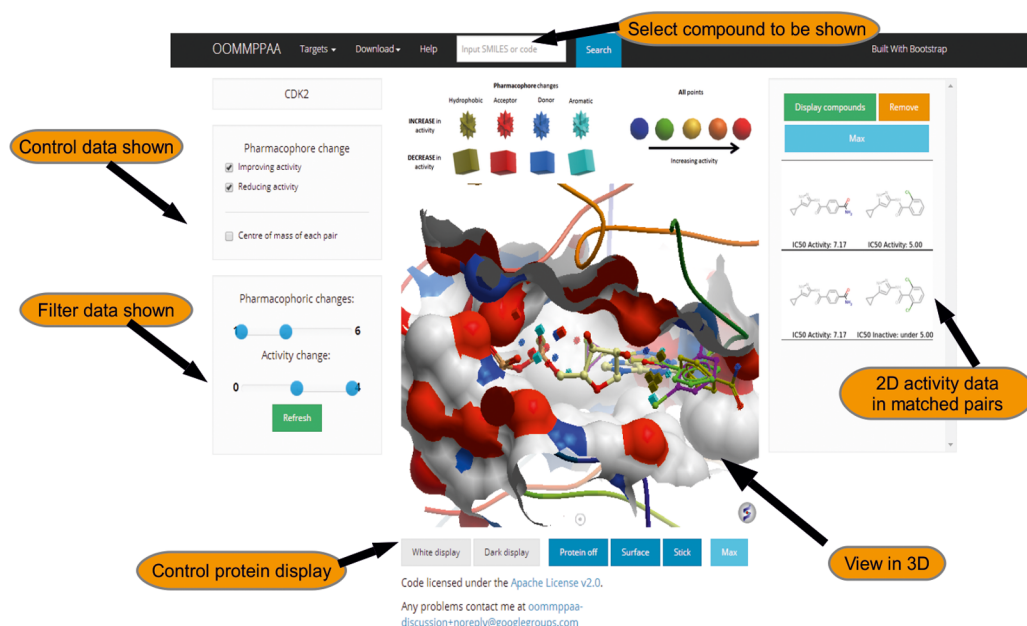 Select compound to be shown
OOMMPPAA Targets Download Help Input SMILES or code Search Built With Bootstrap
CDK2
Control data shown
Pharmacophore change
Improving activity
Reducing activity
Centre of mass of each pair
Filter data shown
Pharmacophoric changes:
6
Activity change:
0
Refresh
Pharmacophore changes
Hydrophobic Acceptor Donor Aromatic
INCREASE in
activity
DECREASE in
activity
All points
Increasing activity
Display compounds Remove
Max
IC50 Activity: 7.17 IC50 Activity: 5.00
IC50 Activity: 7.17 IC50 Inactive: under 5.00
2D activity data
in matched pairs
View in 3D
Control protein display
White display Dark display Protein off Surface Stick Max
Code licensed under the Apache License v2.0.
Any problems contact me at oommppaa-
discussion+noreply@googlegroups.com